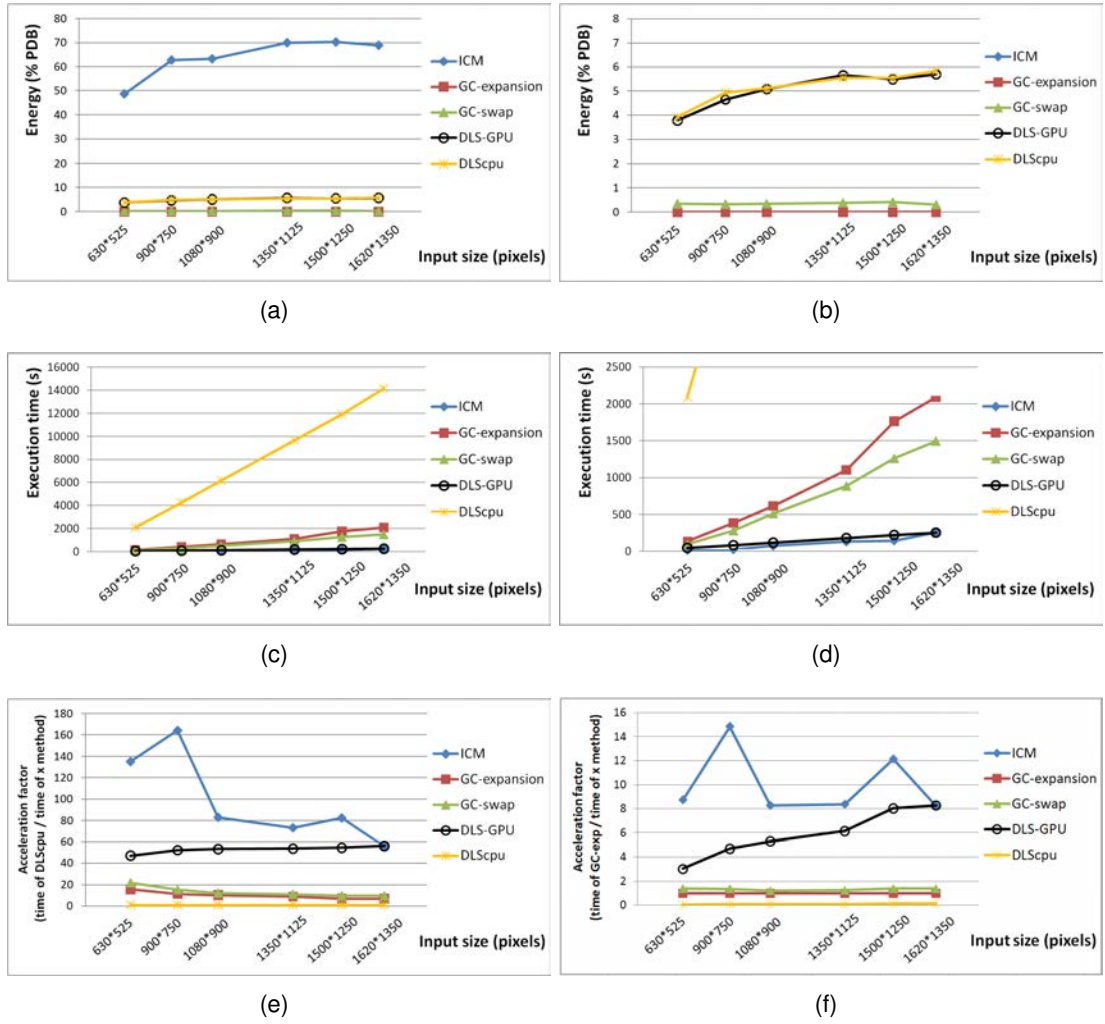 80
70
60
50
40
30
20
10
0
Energy (% PDB)
630*525
900*750
1080*900
1350*1125
1500*1250
1620*1350
Input size (pixels)
ICM
GC-expansion
GC-swap
DLS-GPU
DLScpu
(a)
8
7
6
5
4
3
2
1
0
Energy (% PDB)
630*525
900*750
1080*900
1350*1125
1500*1250
1620*1350
Input size (pixels)
ICM
GC-expansion
GC-swap
DLS-GPU
DLScpu
(b)
16000
14000
12000
10000
8000
6000
4000
2000
0
Execution time (s)
630*525
900*750
1080*900
1350*1125
1500*1250
1620*1350
Input size (pixels)
ICM
GC-expansion
GC-swap
DLS-GPU
DLScpu
(c)
2500
2000
1500
1000
500
0
Execution time (s)
630*525
900*750
1080*900
1350*1125
1500*1250
1620*1350
Input size (pixels)
ICM
GC-expansion
GC-swap
DLS-GPU
DLScpu
(d)
180
160
140
120
100
80
60
40
20
0
Acceleration factor
(time of DLScpu / time of x method)
630*525
900*750
1080*900
1350*1125
1500*1250
1620*1350
Input size (pixels)
ICM
GC-expansion
GC-swap
DLS-GPU
DLScpu
(e)
16
14
12
10
8
6
4
2
0
Acceleration factor
(time of GC-exp / time of x method)
630*525
900*750
1080*900
1350*1125
1500*1250
1620*1350
Input size (pixels)
ICM
GC-expansion
GC-swap
DLS-GPU
DLScpu
(f)